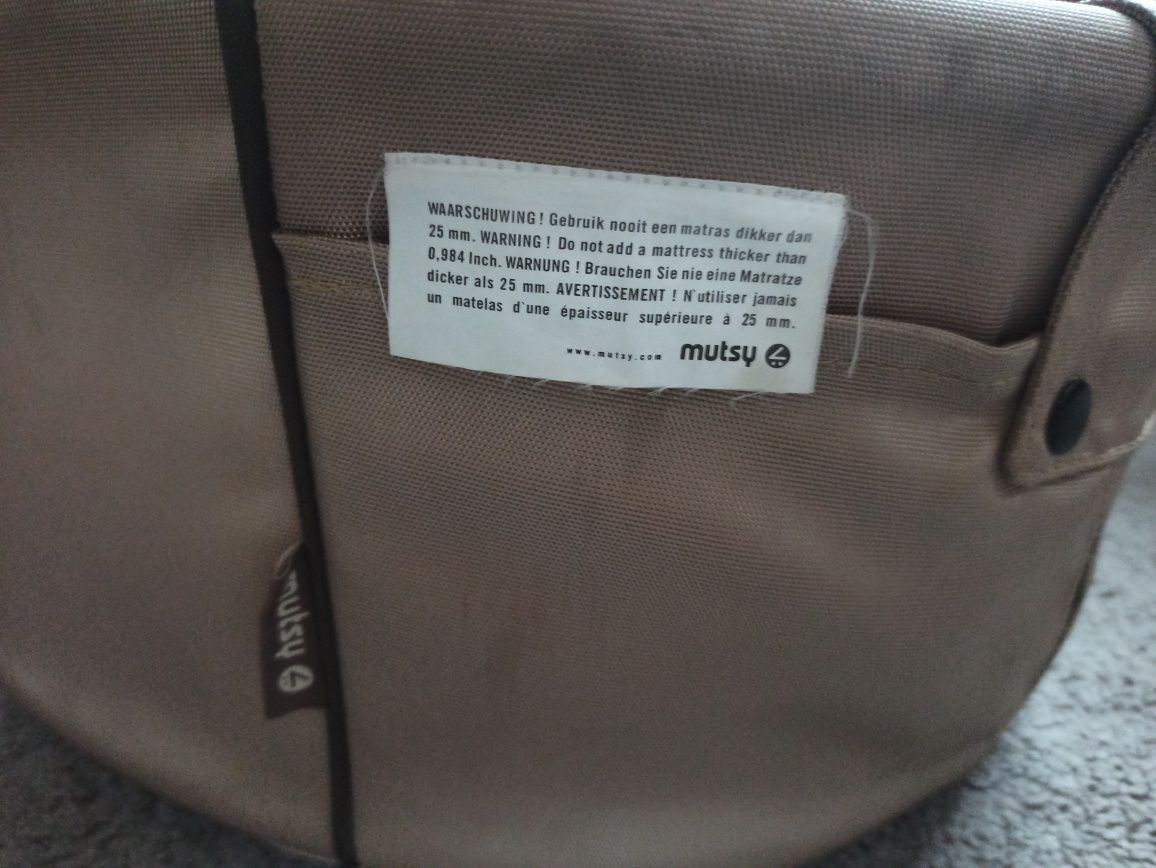 WAARSCHUWING ! Gebruik nooit een matras dikker dan
25 mm. WARNING ! Do not add a mattress thicker than
0,984 Inch. WARNUNG ! Brauchen Sie nie eine Matratze
dicker als 25 mm. AVERTISSEMENT ! N`utiliser jamais
un matelas d`une épaisseur supérieure à 25 mm.
www.mutsy.com mutsy
mutsy